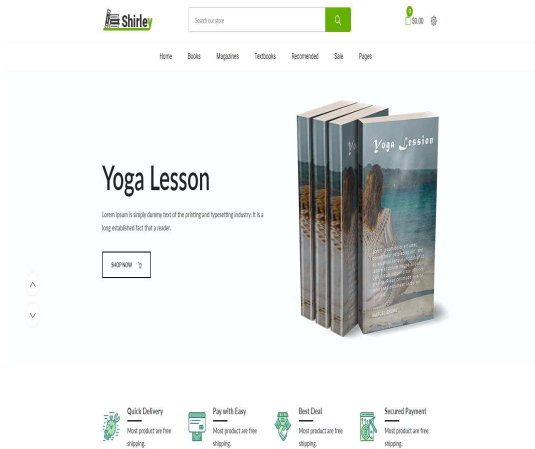 Shirley
Search our store
0
$0.00
Home Books Magazines Textbooks Recomended Sale Pages
Yoga Lesson
Lorem Ipsum is simply dummy text of the printing and typesetting industry. It is a
long established fact that a reader.
SHOP NOW
Yoga Lession
Quick Delivery
Most product are free
shipping.
Pay with Easy
Most product are free
shipping.
Best Deal
Most product are free
shipping.
Secured Payment
Most product are free
shipping.